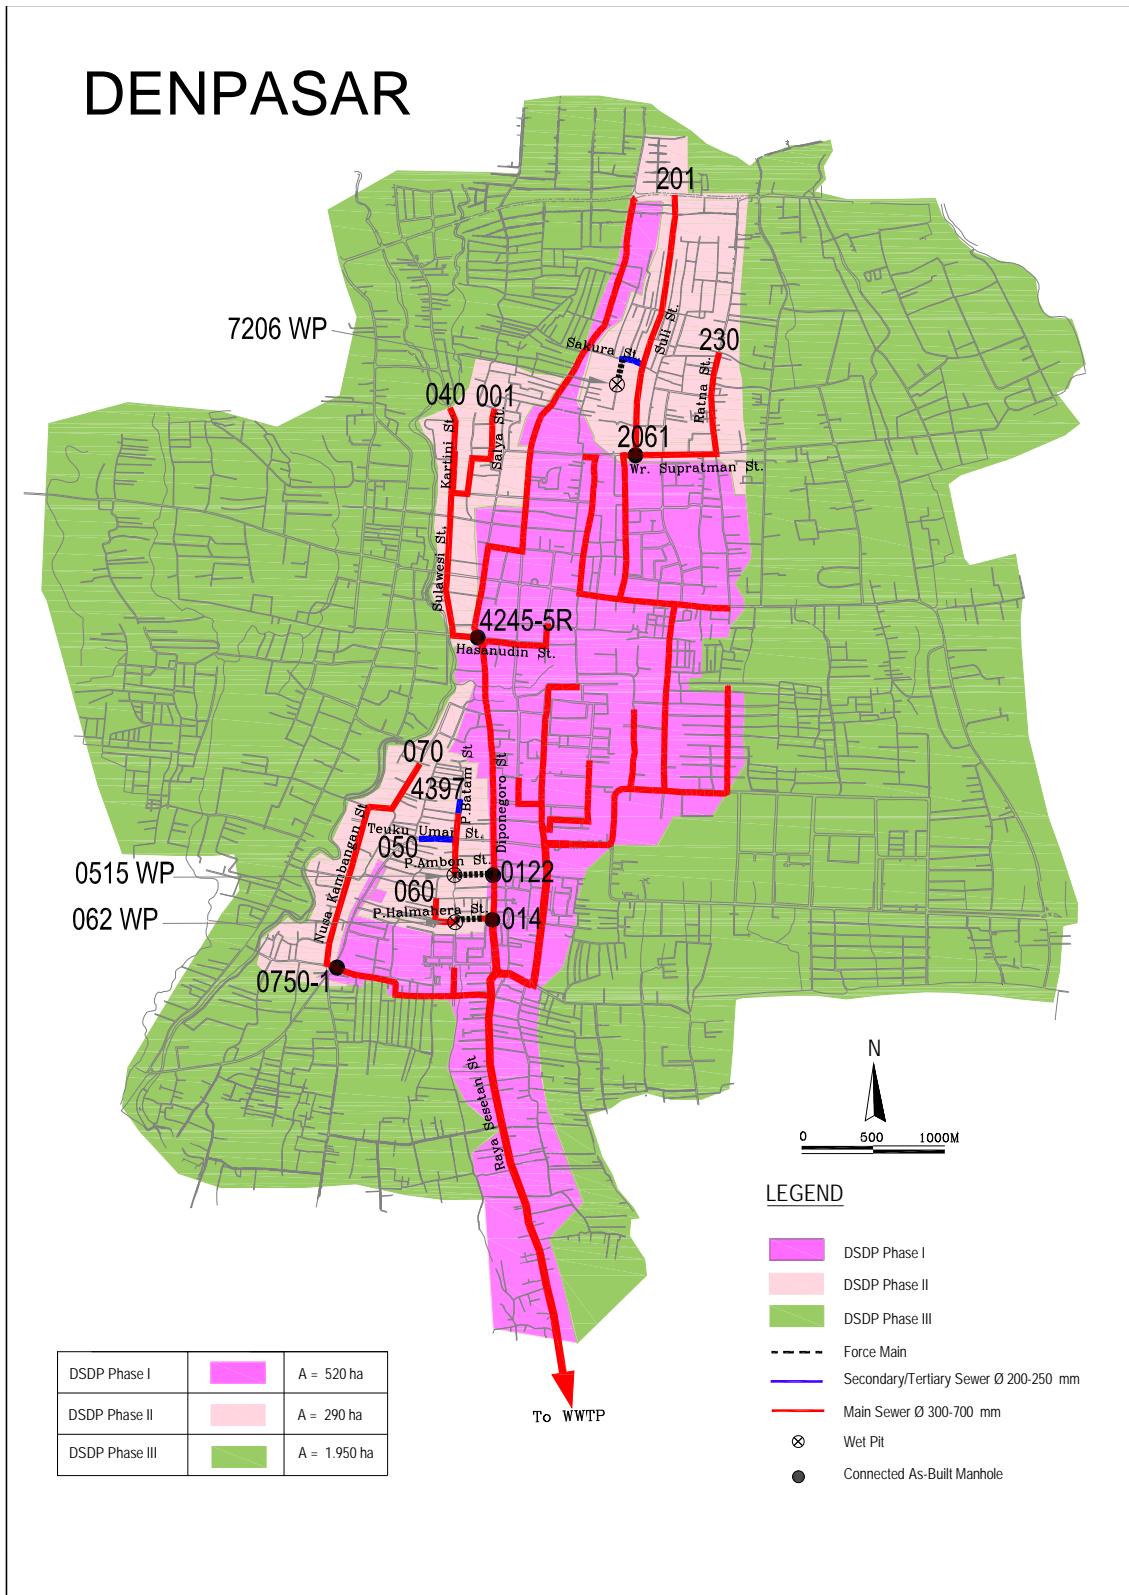 DENPASAR
201
7206 WP
Sakura St.
Suli St.
230
Ratna St.
040
001
Kartini St
Salya St.
2061
Wr. Supratman St.
Sulawesi St.
4245-5R
Hasanudin St.
070
4397
P.Batam St
Diponegoro St
Teuku Umar St.
050
P.Ambon St.
0515 WP
0122
060
Nusa Kambangan St
P.Halmahera St.
062 WP
014
0750-1
Raya Sesetan St
N
0 500 1000M
LEGEND
DSDP Phase I
DSDP Phase II
DSDP Phase III
Force Main
Secondary/Tertiary Sewer Ø 200-250 mm
Main Sewer Ø 300-700 mm
Wet Pit
Connected As-Built Manhole
DSDP Phase I A = 520 ha
DSDP Phase II A = 290 ha
DSDP Phase III A = 1.950 ha
To WWTP